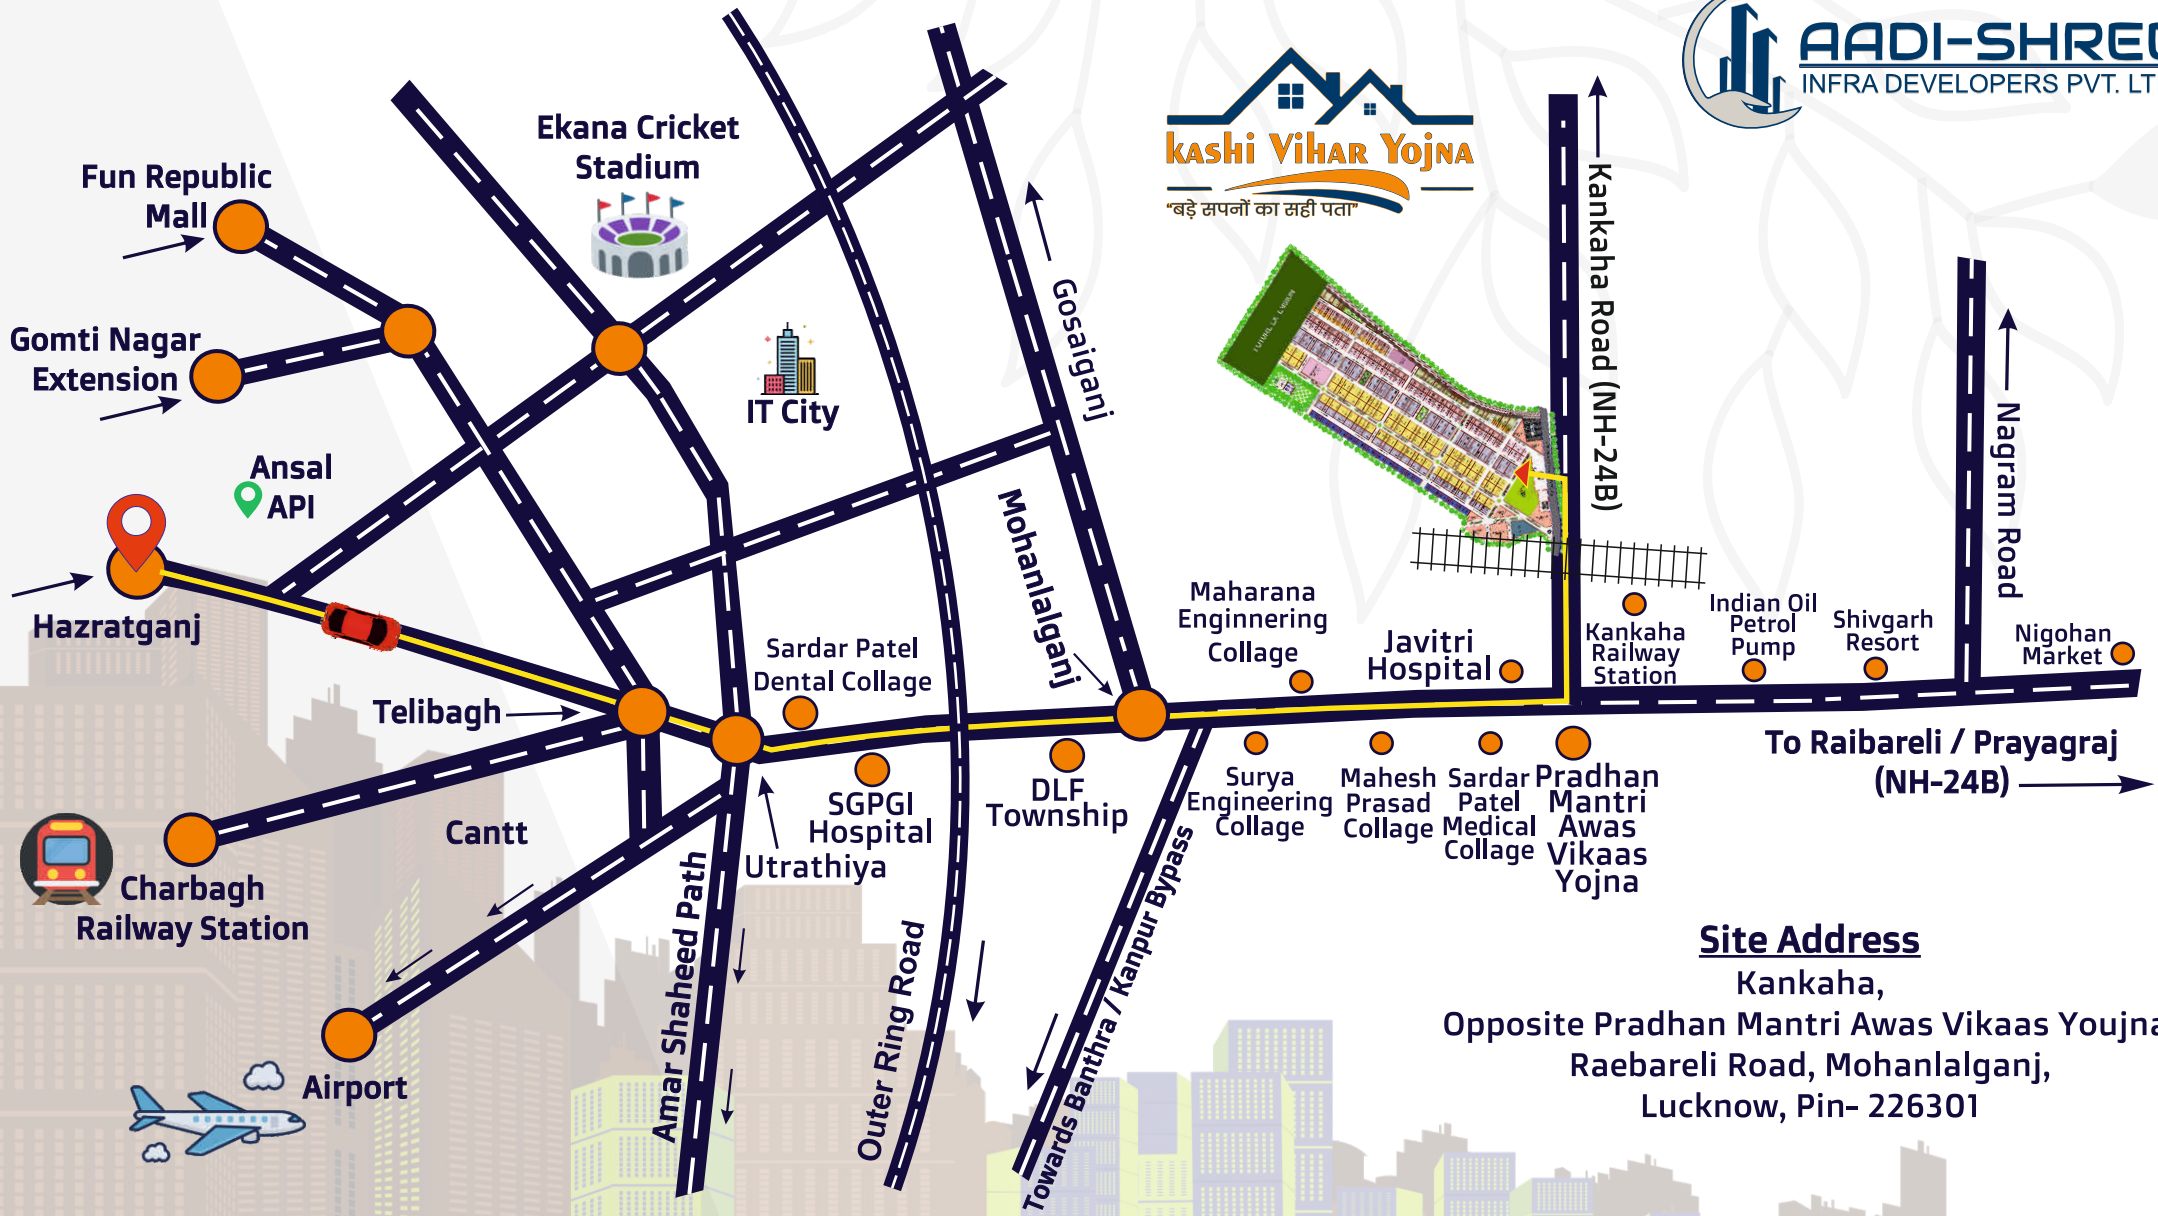 AADI-SHREE
INFRA DEVELOPERS PVT. LT
Kashi Vihar Yojna
“बड़े सपनों का सही पता”
Ekana Cricket
Stadium
Fun Republic
Mall
Gomti Nagar
Extension
Ansal
API
IT City
Hazratganj
Telibagh
Charbagh
Railway Station
Cantt
Airport
Sardar Patel
Dental Collage
SGPGI
Hospital
Utrathiya
Amar Shaheed Path
Outer Ring Road
Gosaiganj
Mohanlalganj
DLF
Township
Towards Banthra / Kanpur Bypass
Maharana
Enginnering
Collage
Javitri
Hospital
Surya
Engineering
Collage
Mahesh
Prasad
Collage
Sardar
Patel
Medical
Collage
Pradhan
Mantri
Awas
Vikaas
Yojna
Kankaha Road (NH-24B)
Kankaha
Railway
Station
Indian Oil
Petrol
Pump
Shivgarh
Resort
Nagram Road
Nigohan
Market
To Raibareli / Prayagraj
(NH-24B)
Site Address
Kankaha,
Opposite Pradhan Mantri Awas Vikaas Youjna
Raebareli Road, Mohanlalganj,
Lucknow, Pin- 226301